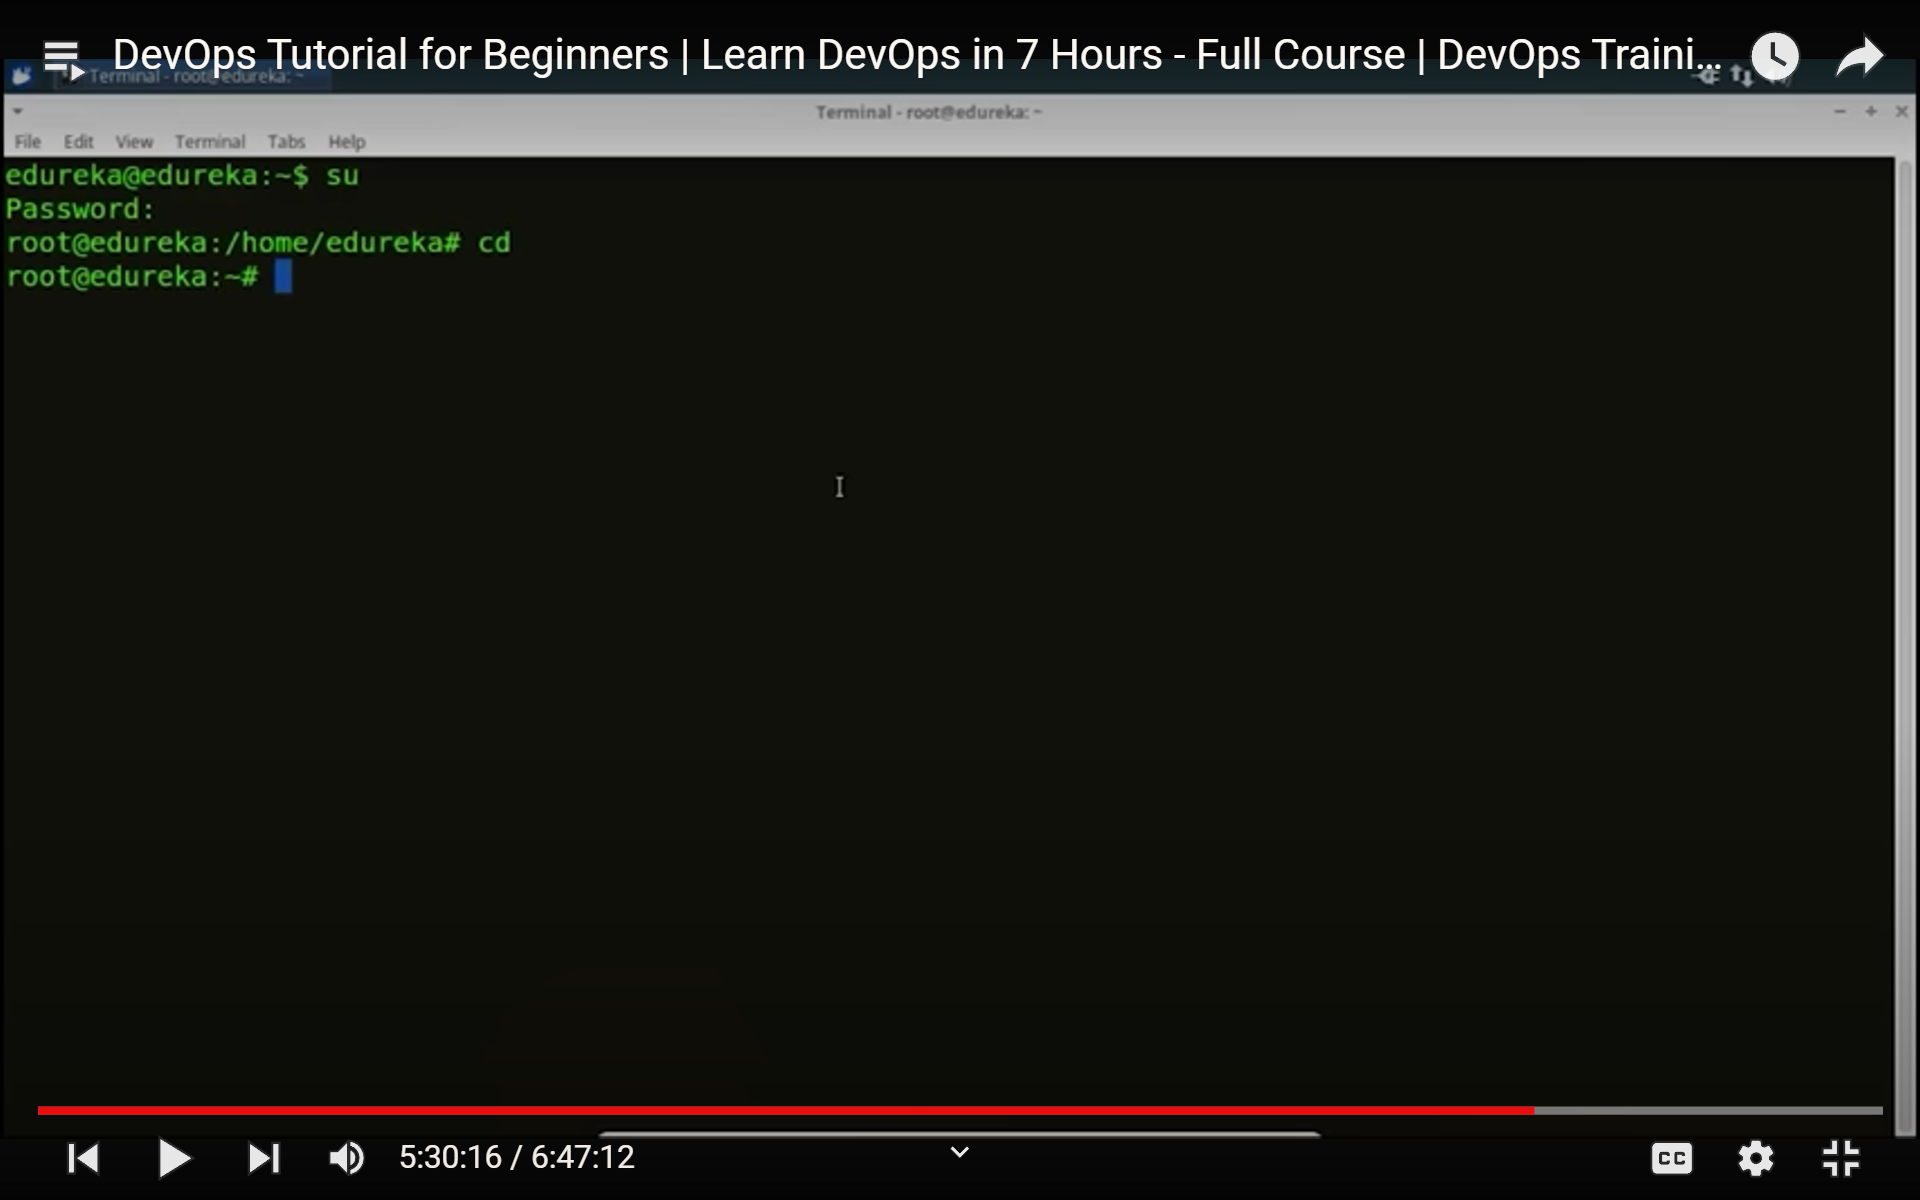 DevOps Tutorial for Beginners | Learn DevOps in 7 Hours - Full Course | DevOps Traini...
Terminal - root@edureka: ~
Terminal - root@edureka: ~
File Edit View Terminal Tabs Help
edureka@edureka:~$ su
Password:
root@edureka:/home/edureka# cd
root@edureka:~#
5:30:16 / 6:47:12
CC